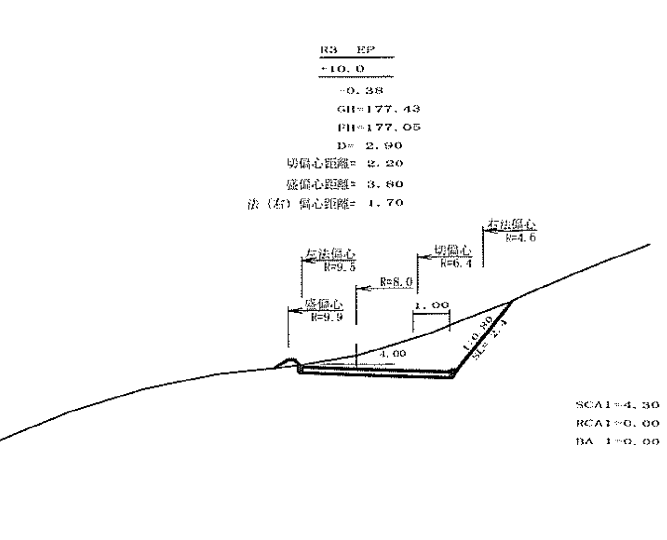 R3 EP
+10.0
-0.38
GH=177.43
FH=177.05
D= 2.90
切偏心距離= 2.20
盛偏心距離= 3.80
法（右）偏心距離= 1.70
右法偏心
R=4.6
左法偏心
R=9.5
切偏心
R=6.4
R=8.0
盛偏心
R=9.9
1.00
4.00
1:0.80
SCA1=4.30
RCA1=0.00
BA 1=0.00